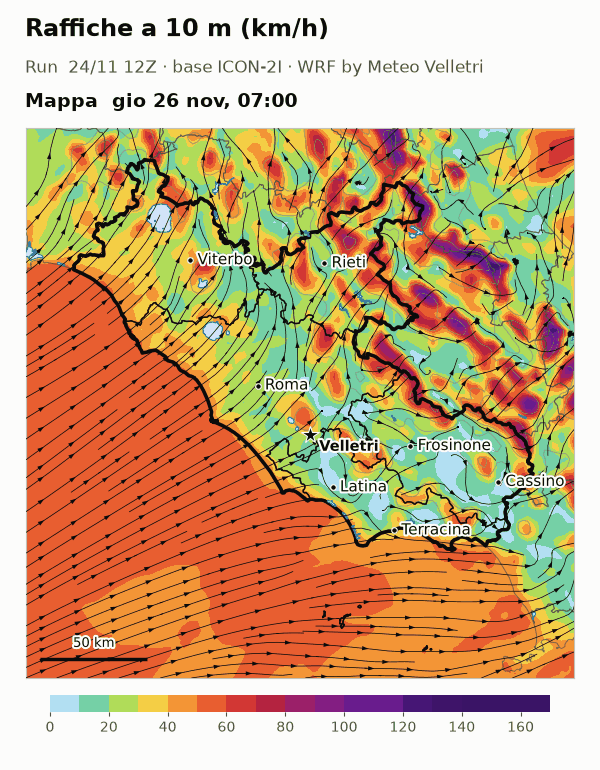 Raffiche a 10 m (km/h)
Run  24/11 12Z · base ICON-2I · WRF by Meteo Velletri
Mappa  gio 26 nov, 07:00
Viterbo
Rieti
Roma
Velletri
Frosinone
Latina
Cassino
Terracina
50 km
0 20 40 60 80 100 120 140 160